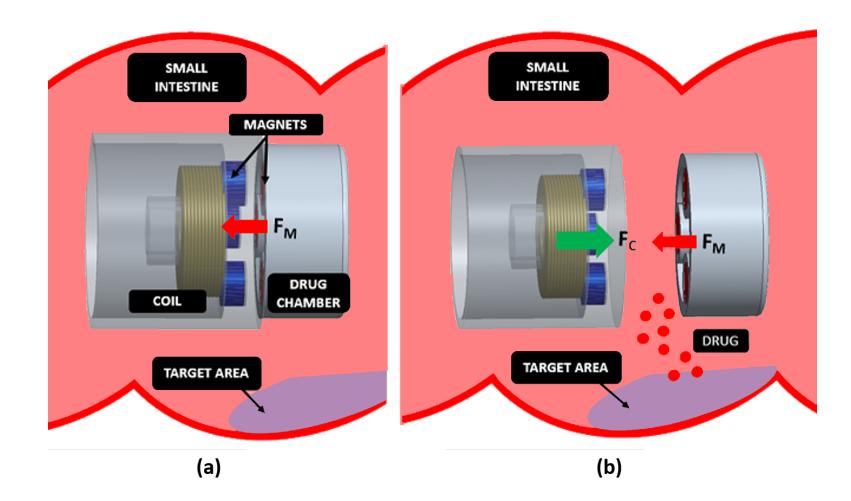 SMALL
INTESTINE
MAGNETS
F_M
COIL
DRUG
CHAMBER
TARGET AREA
(a)
SMALL
INTESTINE
F_C
F_M
DRUG
TARGET AREA
(b)